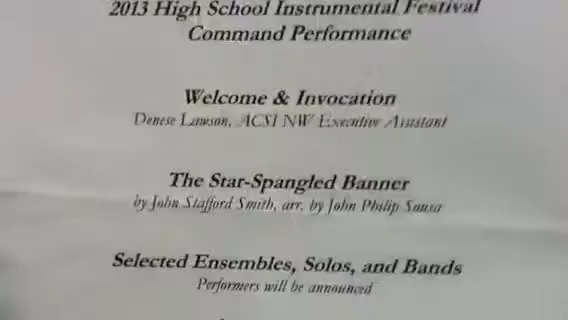 2013 High School Instrumental Festival
Command Performance
Welcome & Invocation
Denese Lawson, ACSI NW Executive Assistant
The Star-Spangled Banner
by John Stafford Smith, arr. by John Philip Sousa
Selected Ensembles, Solos, and Bands
Performers will be announced